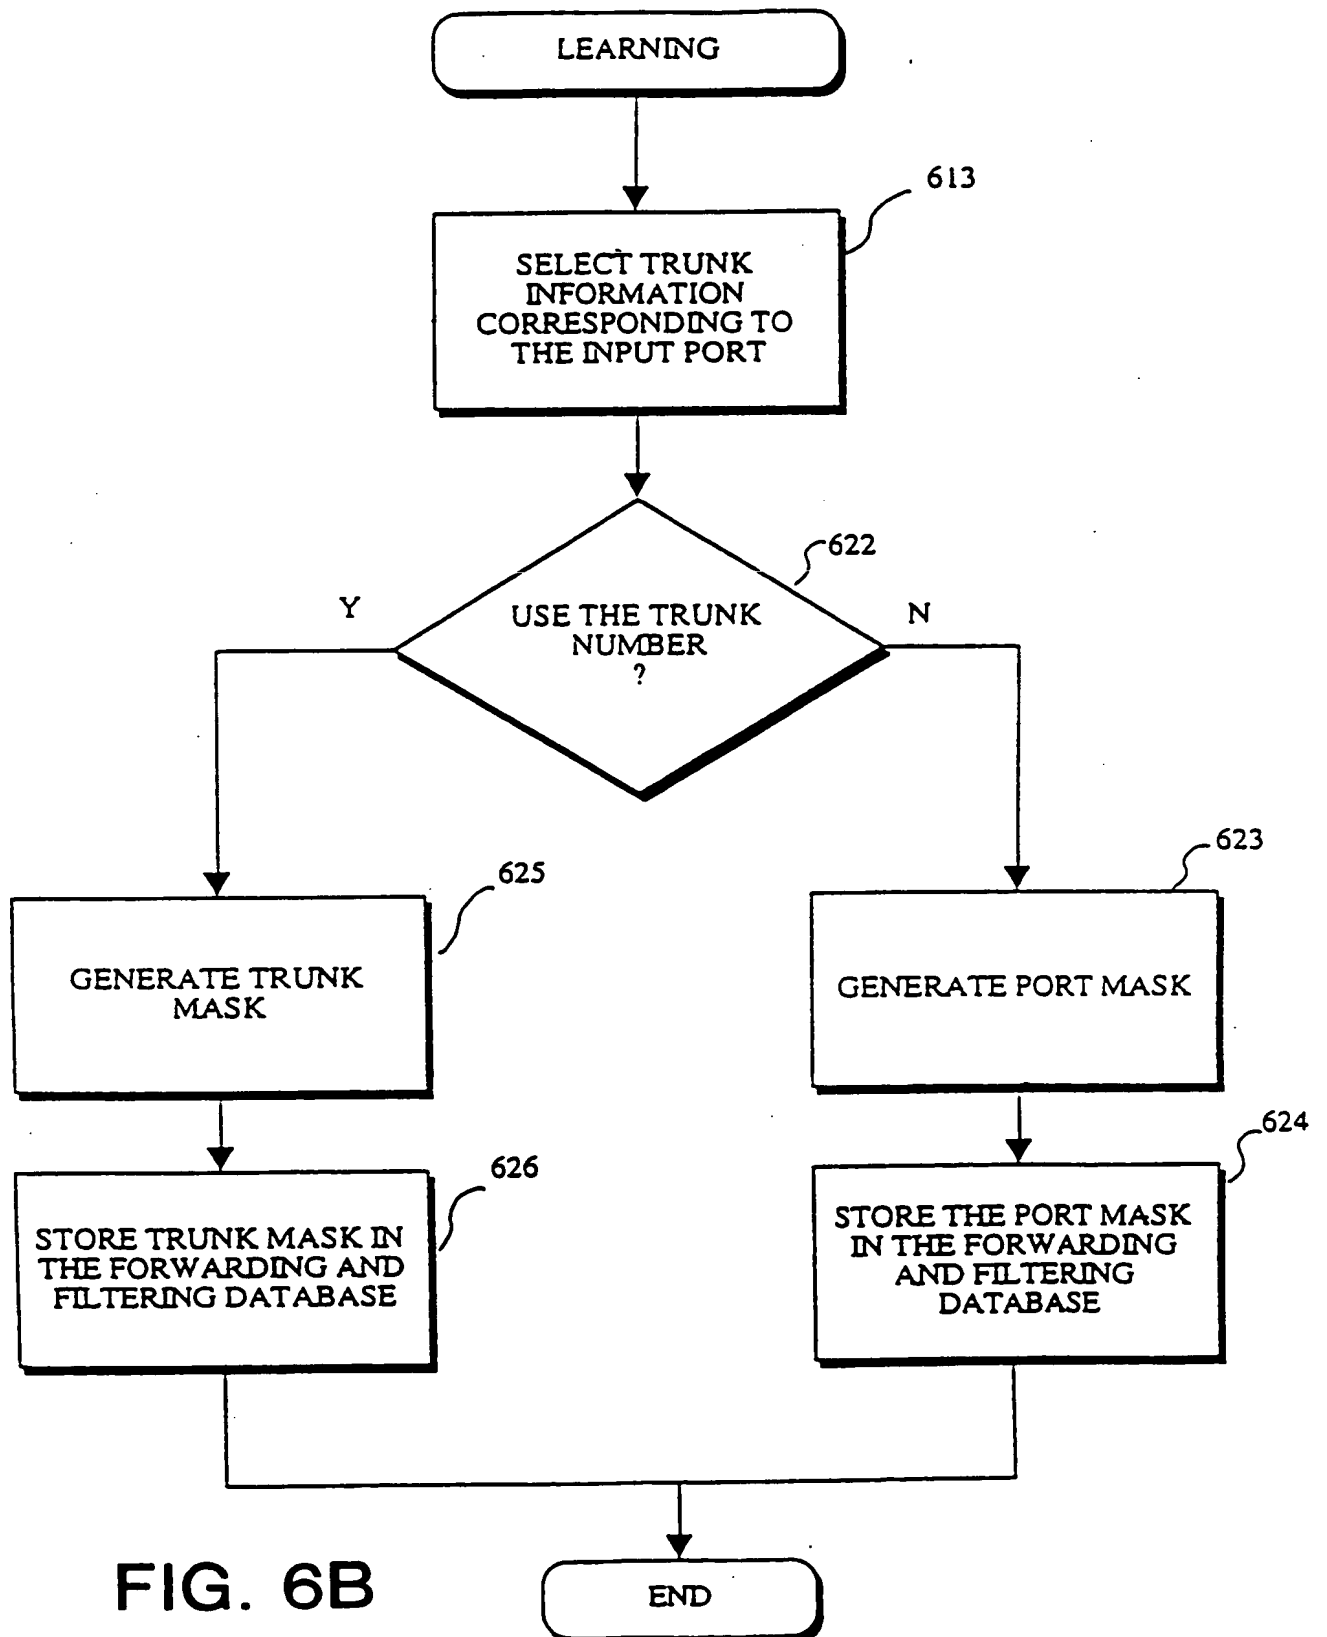 LEARNING
613
SELECT TRUNK
INFORMATION
CORRESPONDING TO
THE INPUT PORT
622
Y
USE THE TRUNK
NUMBER
?
N
625
623
GENERATE TRUNK
MASK
GENERATE PORT MASK
626
624
STORE TRUNK MASK IN
THE FORWARDING AND
FILTERING DATABASE
STORE THE PORT MASK
IN THE FORWARDING
AND FILTERING
DATABASE
FIG. 6B
END